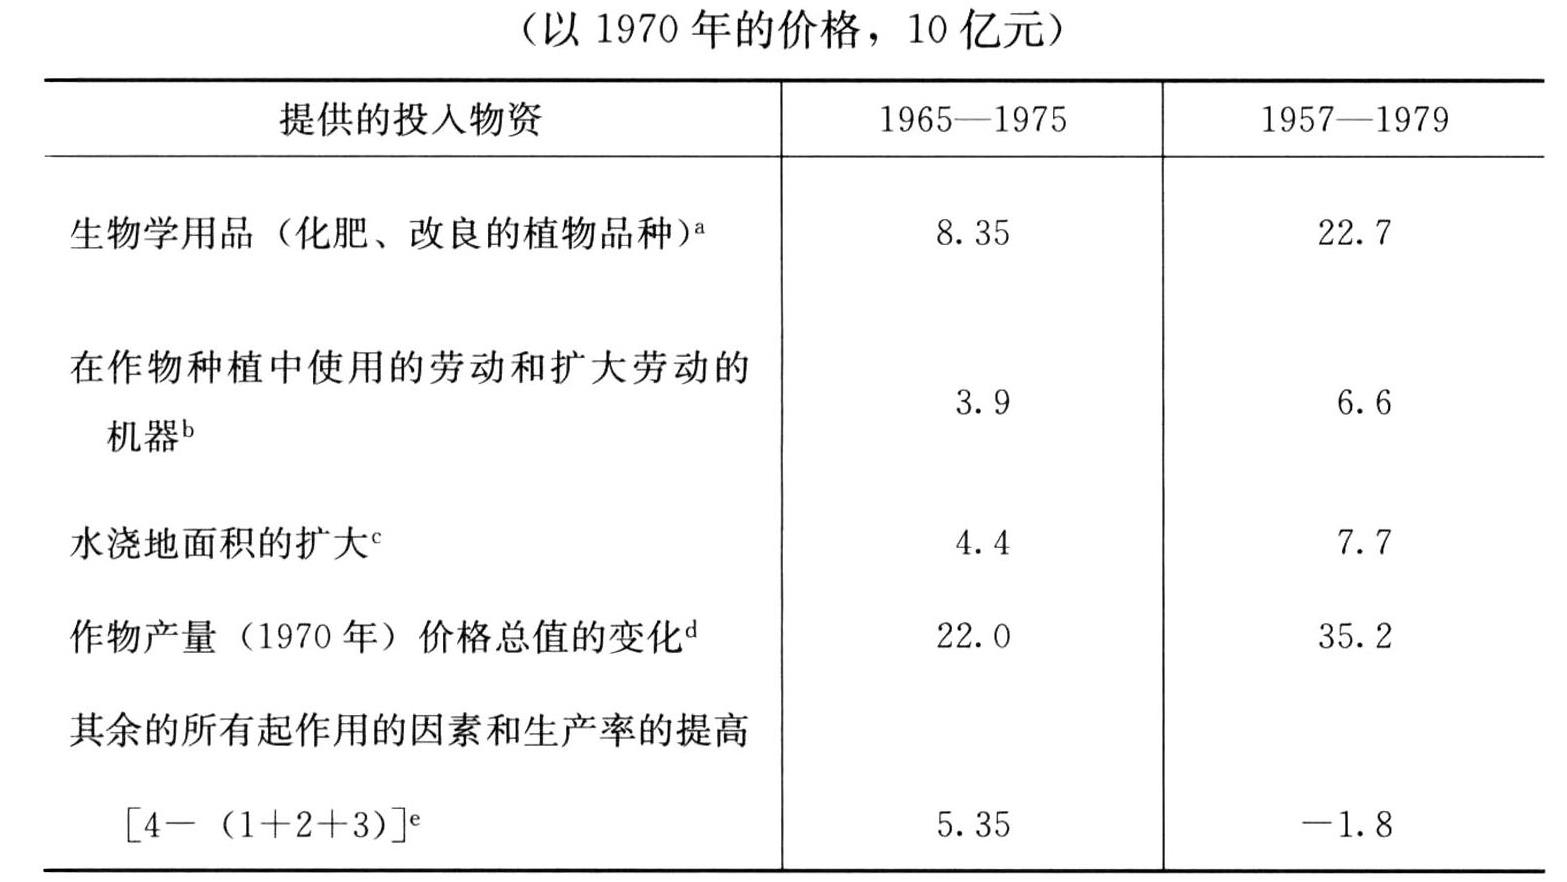 （以 1970 年的价格，10 亿元）
提供的投入物资 1965—1975 1957—1979
生物学用品（化肥、改良的植物品种）a 8.35 22.7
在作物种植中使用的劳动和扩大劳动的
机器b 3.9 6.6
水浇地面积的扩大c 4.4 7.7
作物产量（1970 年）价格总值的变化d 22.0 35.2
其余的所有起作用的因素和生产率的提高
［4—（1＋2＋3）］e 5.35 —1.8